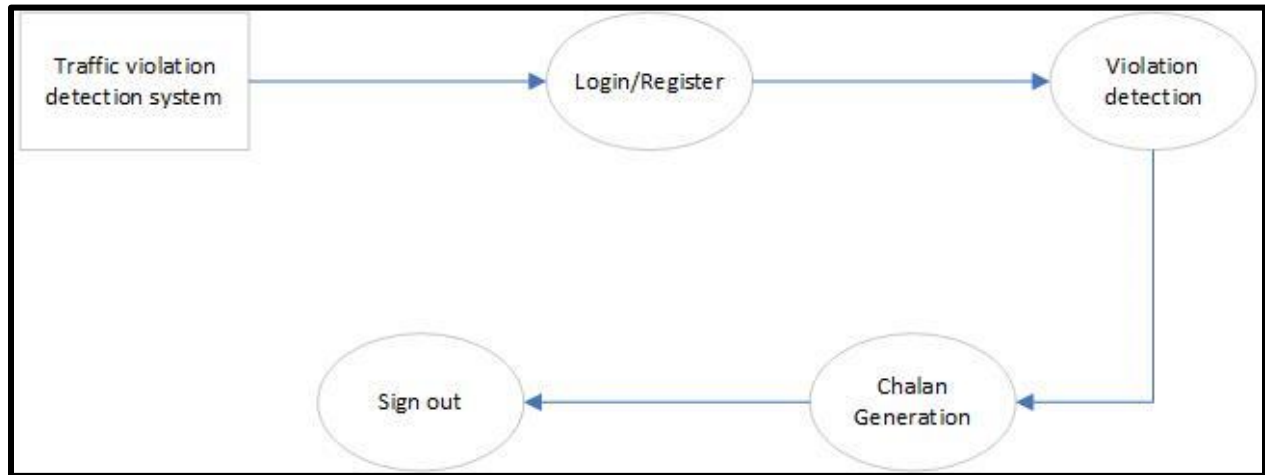 Traffic violation
detection system
Login/Register
Violation
detection
Chalan
Generation
Sign out